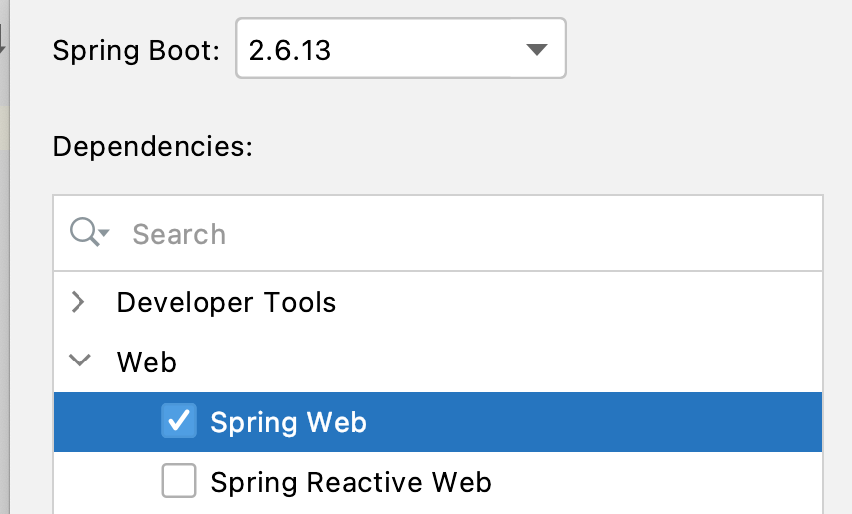 Spring Boot: 2.6.13
Dependencies:
Search
Developer Tools
Web
Spring Web
Spring Reactive Web